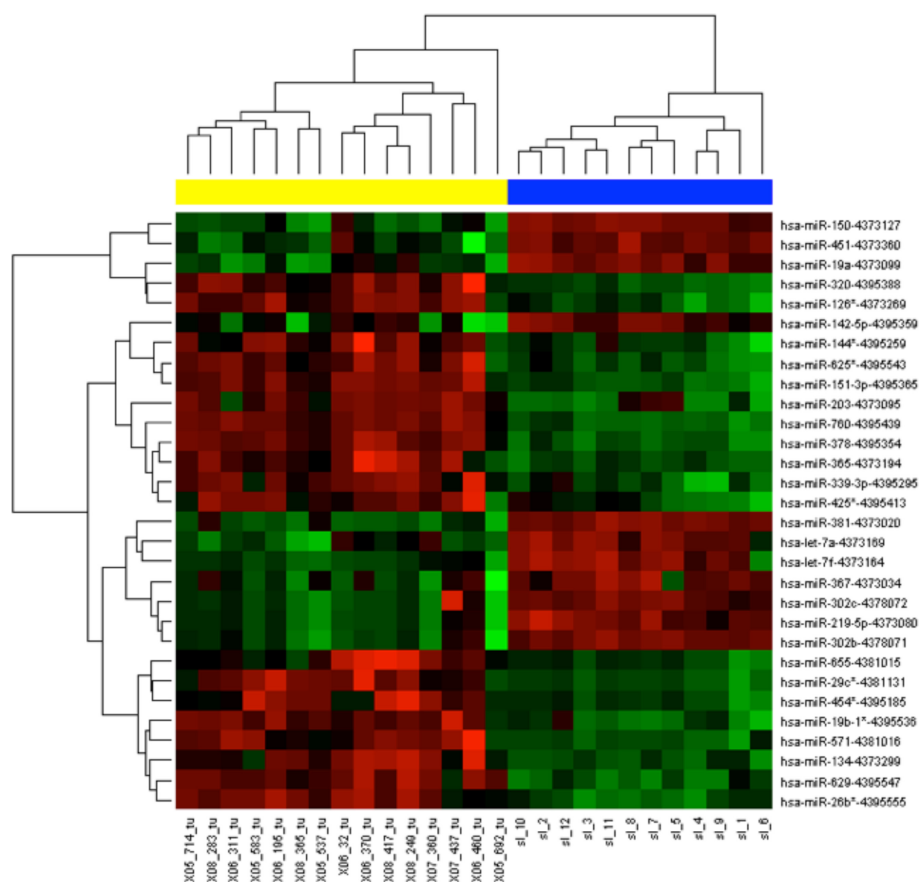 hsa-miR-150-4373127
hsa-miR-451-4373360
hsa-miR-19a-4373099
hsa-miR-320-4395388
hsa-miR-126*-4373269
hsa-miR-142-5p-4395359
hsa-miR-144*-4395259
hsa-miR-625*-4395543
hsa-miR-151-3p-4395365
hsa-miR-203-4373095
hsa-miR-760-4395439
hsa-miR-378-4395354
hsa-miR-365-4373194
hsa-miR-339-3p-4395295
hsa-miR-425*-4395413
hsa-miR-381-4373020
hsa-let-7a-4373169
hsa-let-7f-4373164
hsa-miR-367-4373034
hsa-miR-302c-4378072
hsa-miR-219-5p-4373080
hsa-miR-302b-4378071
hsa-miR-655-4381015
hsa-miR-29c*-4381131
hsa-miR-454*-4395185
hsa-miR-19b-1*-4395536
hsa-miR-571-4381016
hsa-miR-134-4373299
hsa-miR-629-4395547
hsa-miR-26b*-4395555
X05_714_tu
X08_283_tu
X06_311_tu
X05_683_tu
X06_195_tu
X08_365_tu
X05_537_tu
X06_32_tu
X06_370_tu
X08_417_tu
X08_249_tu
X07_360_tu
X07_437_tu
X06_460_tu
X05_692_tu
sl_10
sl_2
sl_12
sl_3
sl_11
sl_8
sl_7
sl_5
sl_4
sl_9
sl_1
sl_6